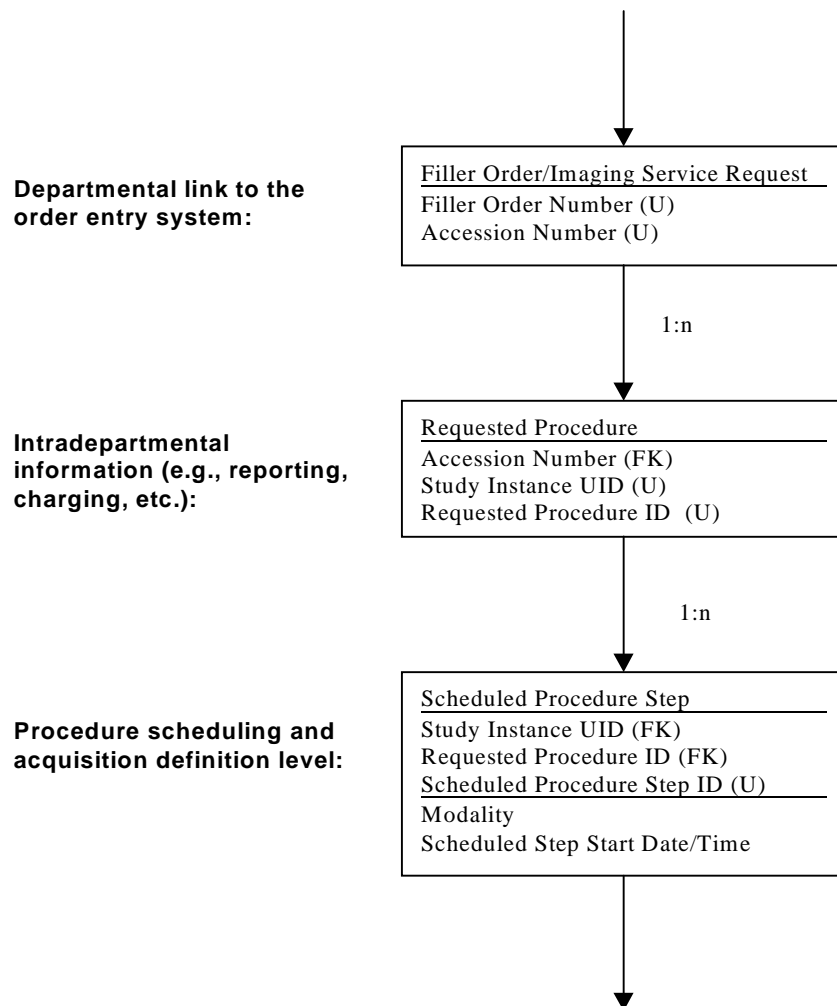 Departmental link to the
order entry system:
Filler Order/Imaging Service Request
Filler Order Number (U)
Accession Number (U)
1:n
Intradepartmental
information (e.g., reporting,
charging, etc.):
Requested Procedure
Accession Number (FK)
Study Instance UID (U)
Requested Procedure ID (U)
1:n
Procedure scheduling and
acquisition definition level:
Scheduled Procedure Step
Study Instance UID (FK)
Requested Procedure ID (FK)
Scheduled Procedure Step ID (U)
Modality
Scheduled Step Start Date/Time